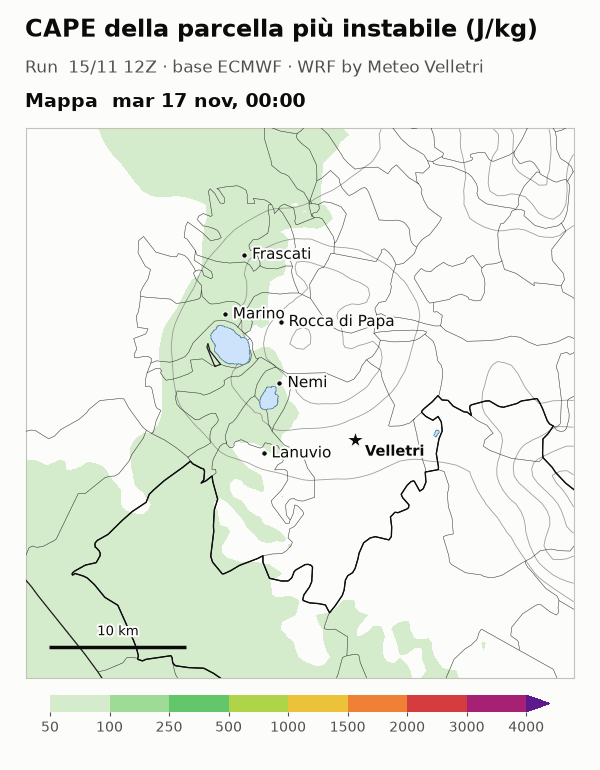 CAPE della parcella più instabile (J/kg)
Run  15/11 12Z · base ECMWF · WRF by Meteo Velletri
Mappa  mar 17 nov, 00:00
Frascati
Marino
Rocca di Papa
Nemi
Velletri
Lanuvio
10 km
50 100 250 500 1000 1500 2000 3000 4000